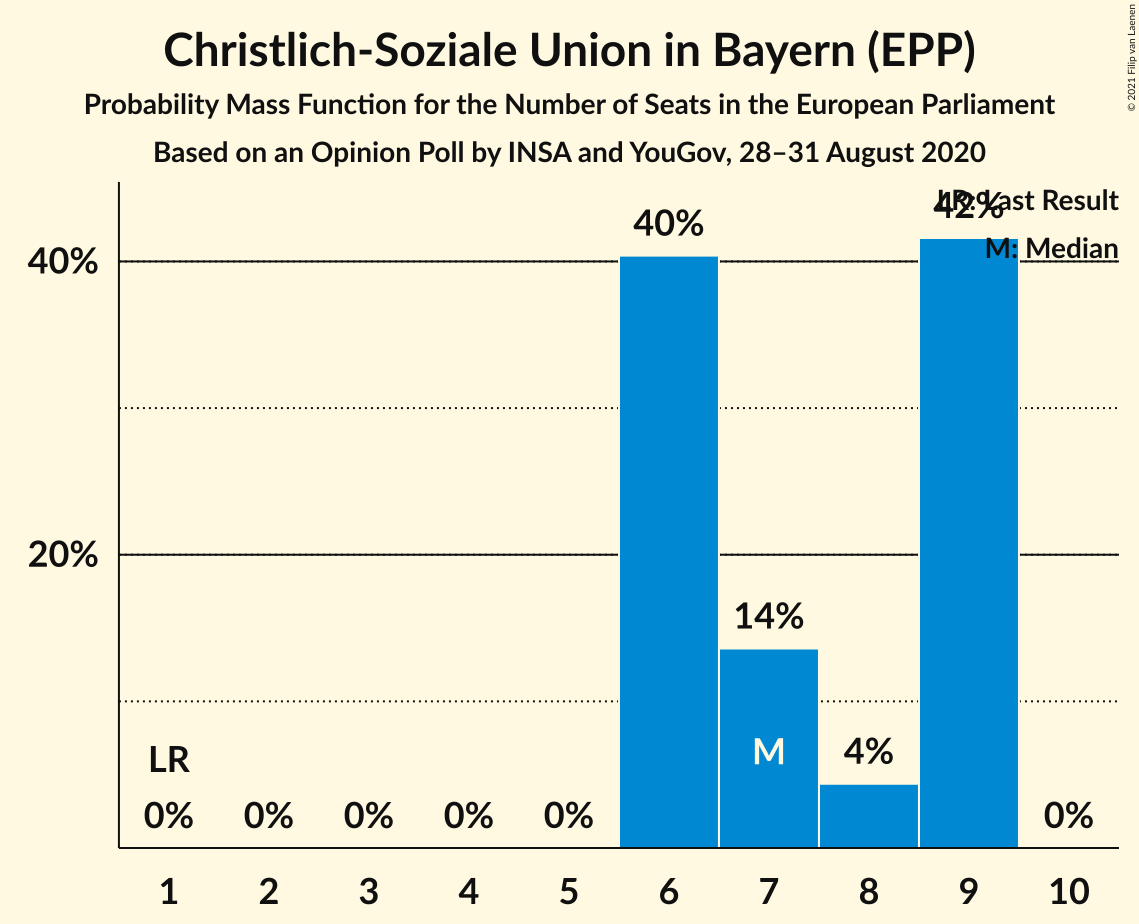 Christlich-Soziale Union in Bayern (EPP)
Probability Mass Function for the Number of Seats in the European Parliament
Based on an Opinion Poll by INSA and YouGov, 28–31 August 2020
© 2021 Filip van Laenen
LR: Last Result
M: Median
42%
40%
40%
20%
14%
M
4%
LR
0% 0% 0% 0% 0% 0%
1 2 3 4 5 6 7 8 9 10